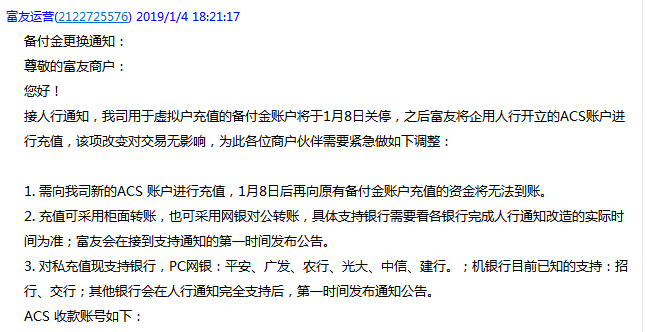 富友运营(2122725576) 2019/1/4 18:21:17
备付金更换通知：
尊敬的富友商户：
您好！
接人行通知，我司用于虚拟户充值的备付金账户将于1月8日关停，之后富友将企用人行开立的ACS账户进
行充值，该项改变对交易无影响，为此各位商户伙伴需要紧急做如下调整：
1. 需向我司新的ACS 账户进行充值，1月8日后再向原有备付金账户充值的资金将无法到账。
2. 充值可采用柜面转账，也可采用网银对公转账，具体支持银行需要看各银行完成人行通知改造的实际时
间为准；富友会在接到支持通知的第一时间发布公告。
3. 对私充值现支持银行，PC网银：平安、广发、农行、光大、中信、建行。；机银行目前已知的支持：招
行、交行；其他银行会在人行通知完全支持后，第一时间发布通知公告。
ACS 收款账号如下：